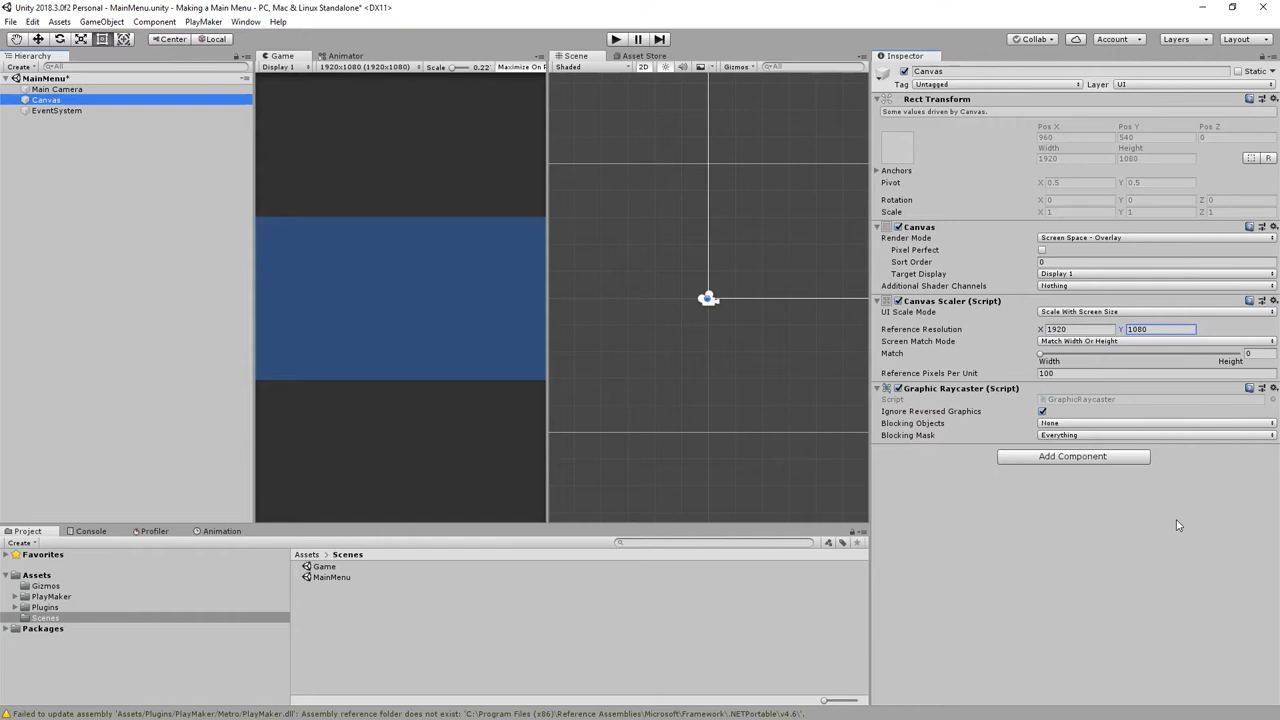 Unity 2018.3.0f2 Personal - MainMenu.unity - Making a Main Menu - PC, Mac & Linux Standalone* <DX11>
File Edit Assets GameObject Component PlayMaker Window Help
Center Local Collab Account Layers Layout
Hierarchy
Create All
MainMenu*
Main Camera
Canvas
EventSystem
Game Animator
Display 1 1920x1080 (1920x1080) Scale 0.22 Maximize On P
Scene Asset Store
Shaded 2D Gizmos All
Inspector
Canvas Static
Tag Untagged Layer UI
Rect Transform
Some values driven by Canvas.
Pos X Pos Y Pos Z
960 540 0
Width Height
1920 1080
R
Anchors
Pivot X 0.5 Y 0.5
Rotation X 0 Y 0 Z 0
Scale X 1 Y 1 Z 1
Canvas
Render Mode Screen Space - Overlay
Pixel Perfect
Sort Order 0
Target Display Display 1
Additional Shader Channels Nothing
Canvas Scaler (Script)
UI Scale Mode Scale With Screen Size
Reference Resolution X 1920 Y 1080
Screen Match Mode Match Width Or Height
Match 0
Width Height
Reference Pixels Per Unit 100
Graphic Raycaster (Script)
Script GraphicRaycaster
Ignore Reversed Graphics
Blocking Objects None
Blocking Mask Everything
Add Component
Project Console Profiler Animation
Create
Favorites
Assets
Gizmos
PlayMaker
Plugins
Scenes
Packages
Assets Scenes
Game
MainMenu
Failed to update assembly 'Assets/Plugins/PlayMaker/Metro/PlayMaker.dll': Assembly reference folder does not exist: 'C:\Program Files (x86)\Reference Assemblies\Microsoft\Framework\.NETPortable\v4.6\'.